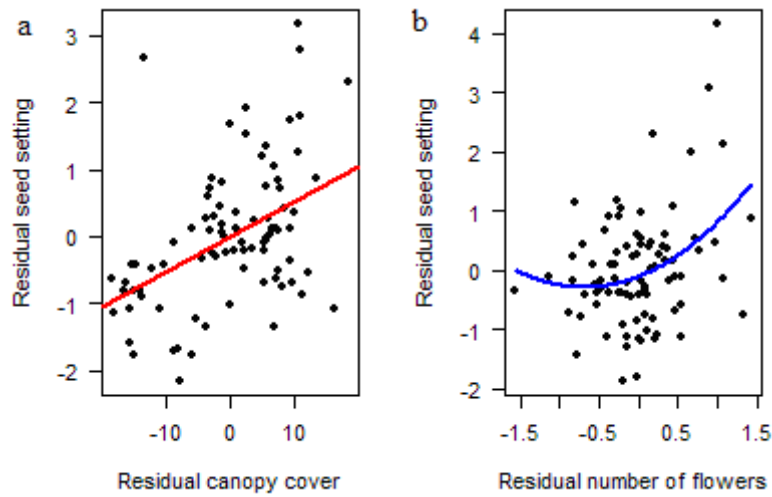 a
Residual seed setting
3
2
1
0
-1
-2
-10 0 10
Residual canopy cover
b
Residual seed setting
4
3
2
1
0
-1
-2
-1.5 -0.5 0.5 1.5
Residual number of flowers